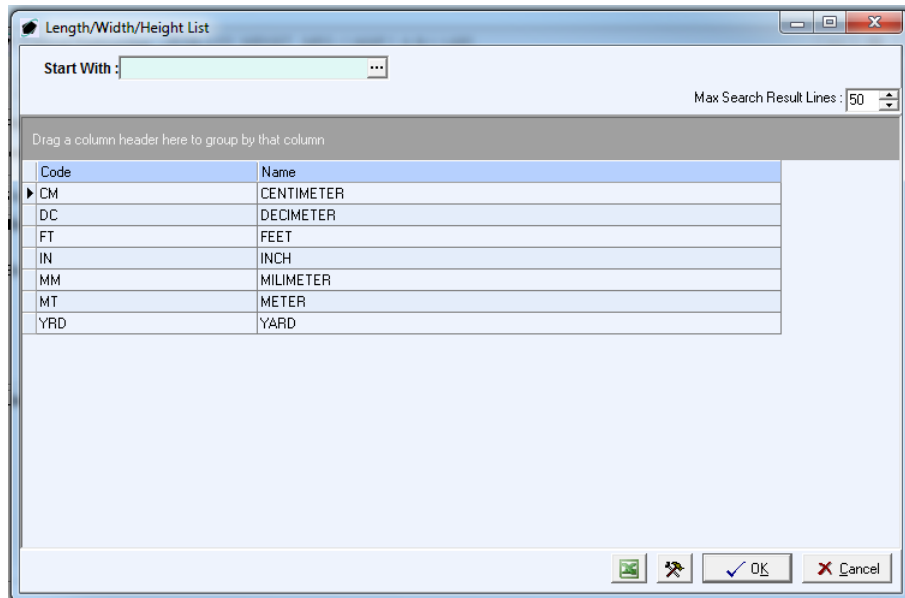 Length/Width/Height List
Start With :
Max Search Result Lines : 50
Drag a column header here to group by that column
Code Name
CM CENTIMETER
DC DECIMETER
FT FEET
IN INCH
MM MILIMETER
MT METER
YRD YARD
OK Cancel